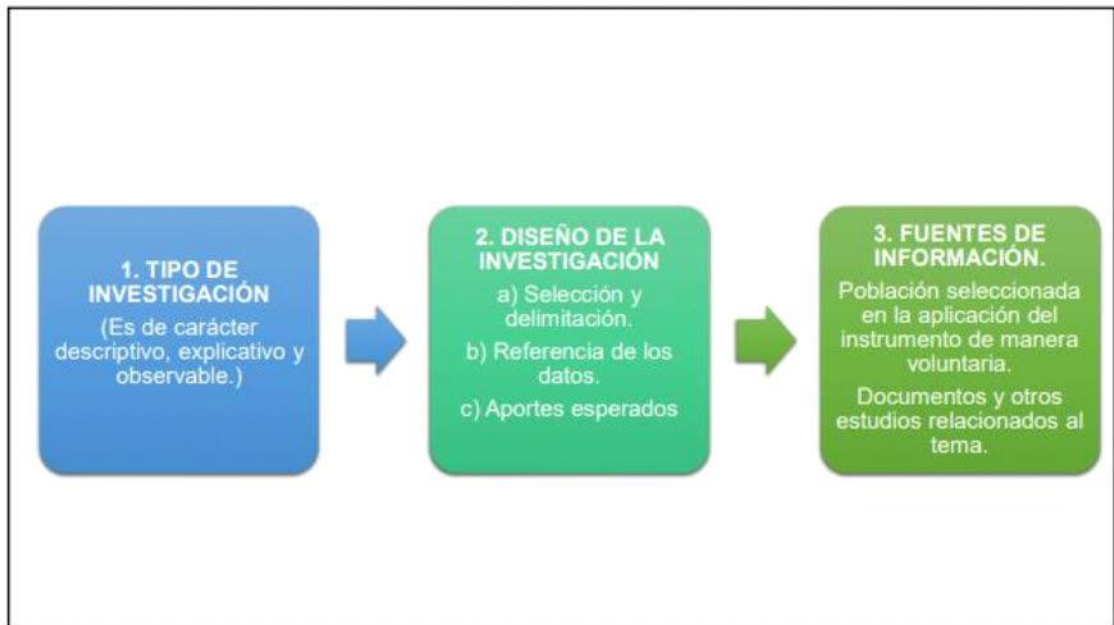 1. TIPO DE
INVESTIGACIÓN
(Es de carácter
descriptivo, explicativo y
observable.)
2. DISEÑO DE LA
INVESTIGACIÓN
a) Selección y
delimitación.
b) Referencia de los
datos.
c) Aportes esperados
3. FUENTES DE
INFORMACIÓN.
Población seleccionada
en la aplicación del
instrumento de manera
voluntaria.
Documentos y otros
estudios relacionados al
tema.